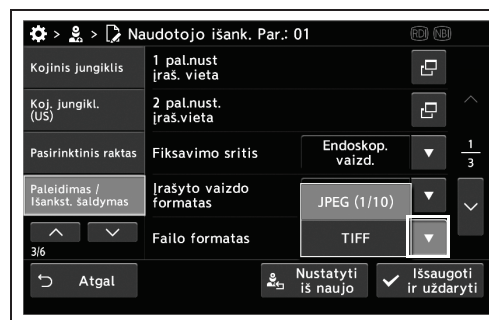 > > Naudotojo išank. Par.: 01 RDI NBI
Kojinis jungiklis
1 pal.nust
įraš. vieta
Koj. jungikl.
(US)
2 pal.nust.
įraš.vieta
Pasirinktinis raktas
Fiksavimo sritis
Endoskop.
vaizd.
1
3
Paleidimas /
Išankst. šaldymas
Įrašyto vaizdo
formatas
JPEG (1/10)
3/6
Failo formatas
TIFF
Atgal
Nustatyti
iš naujo
Išsaugoti
ir uždaryti